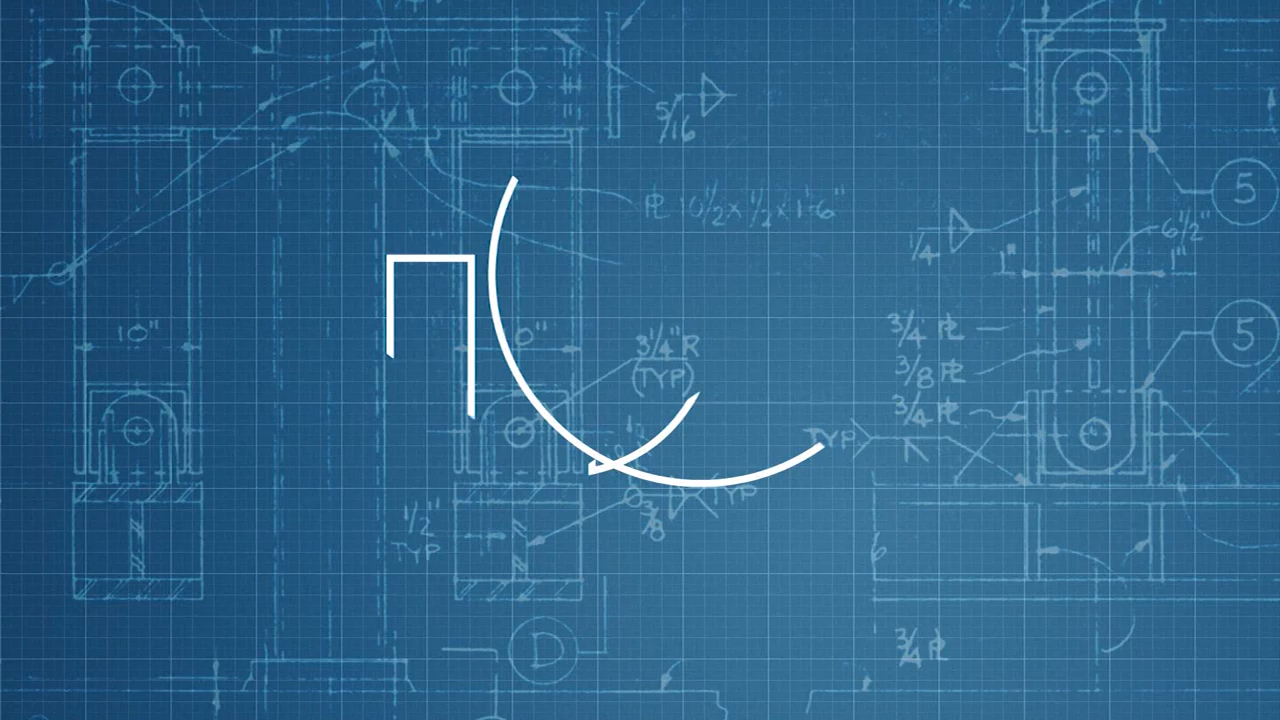 5/16
PL 10 1/2 x 1/2 x 1'-6"
5
6 1/2"
1/4
1" 1"
10" 3/4"R 3/4 PL 5
(TYP) 3/8 PL
3/4 PL
TYP.
TYP
1/2" 3/8
TYP 6
D 3/4 PL